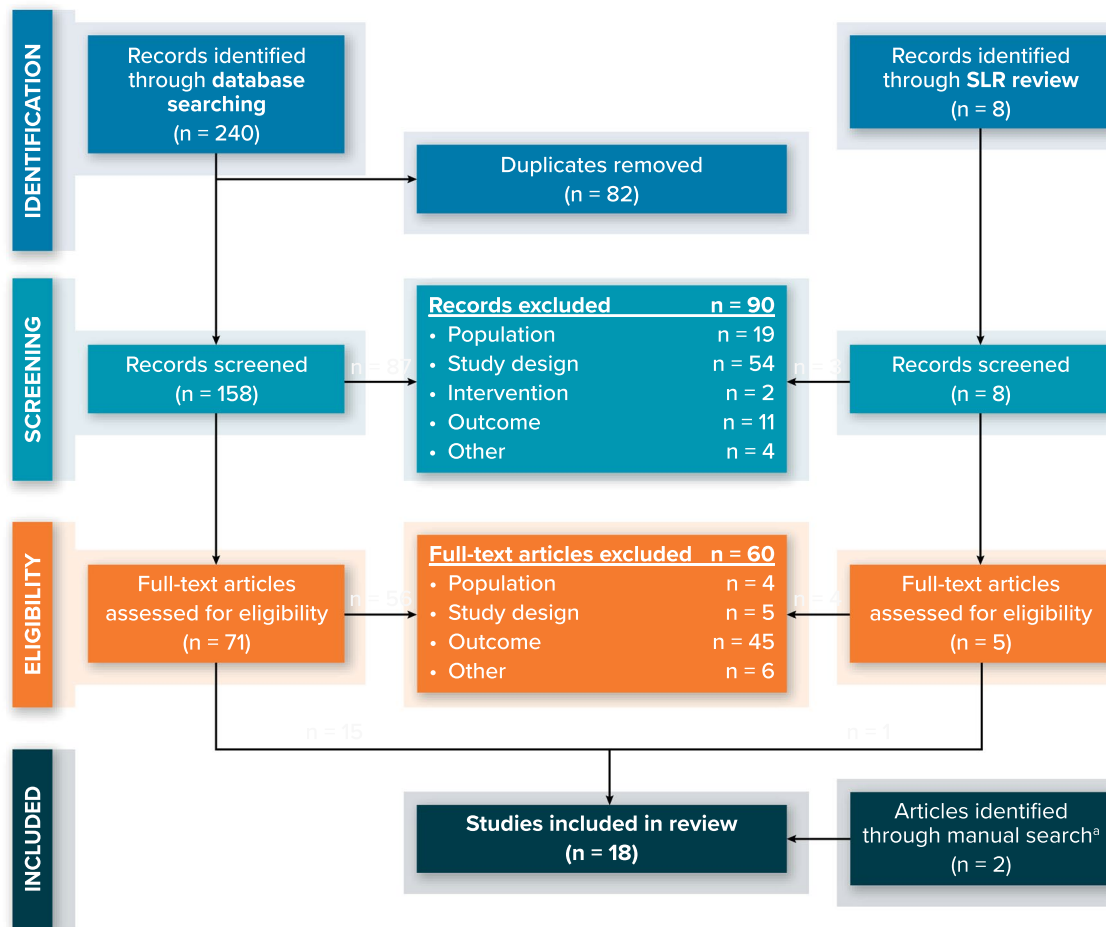 IDENTIFICATION
Records identified
through database
searching
(n = 240)
Records identified
through SLR review
(n = 8)
Duplicates removed
(n = 82)
SCREENING
Records screened
(n = 158)
n = 87
Records excluded n = 90
• Population n = 19
• Study design n = 54
• Intervention n = 2
• Outcome n = 11
• Other n = 4
n = 3
Records screened
(n = 8)
ELIGIBILITY
Full-text articles
assessed for eligibility
(n = 71)
n = 56
Full-text articles excluded n = 60
• Population n = 4
• Study design n = 5
• Outcome n = 45
• Other n = 6
n = 4
Full-text articles
assessed for eligibility
(n = 5)
n = 15
n = 1
INCLUDED
Studies included in review
(n = 18)
Articles identified
through manual searchᵃ
(n = 2)